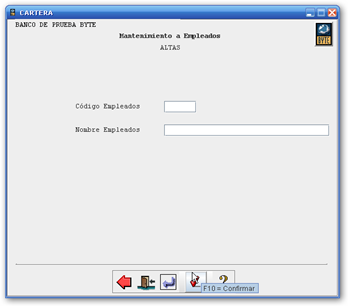 CARTERA
BANCO DE PRUEBA BYTE
Mantenimiento a Empleados
ALTAS
BYTE
Código Empleados
Nombre Empleados
?
F10 = Confirmar